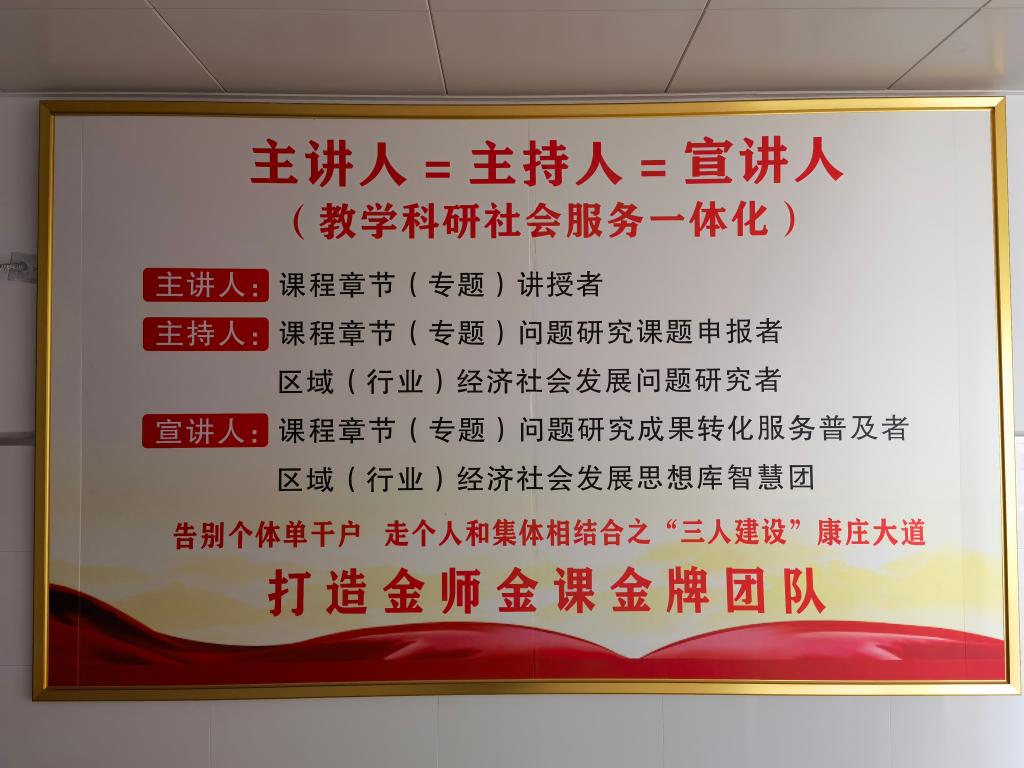 主讲人=主持人=宣讲人
（教学科研社会服务一体化）
主讲人：课程章节（专题）讲授者
主持人：课程章节（专题）问题研究课题申报者
区域（行业）经济社会发展问题研究者
宣讲人：课程章节（专题）问题研究成果转化服务普及者
区域（行业）经济社会发展思想库智慧团
告别个体单干户 走个人和集体相结合之“三人建设”康庄大道
打造金师金课金牌团队